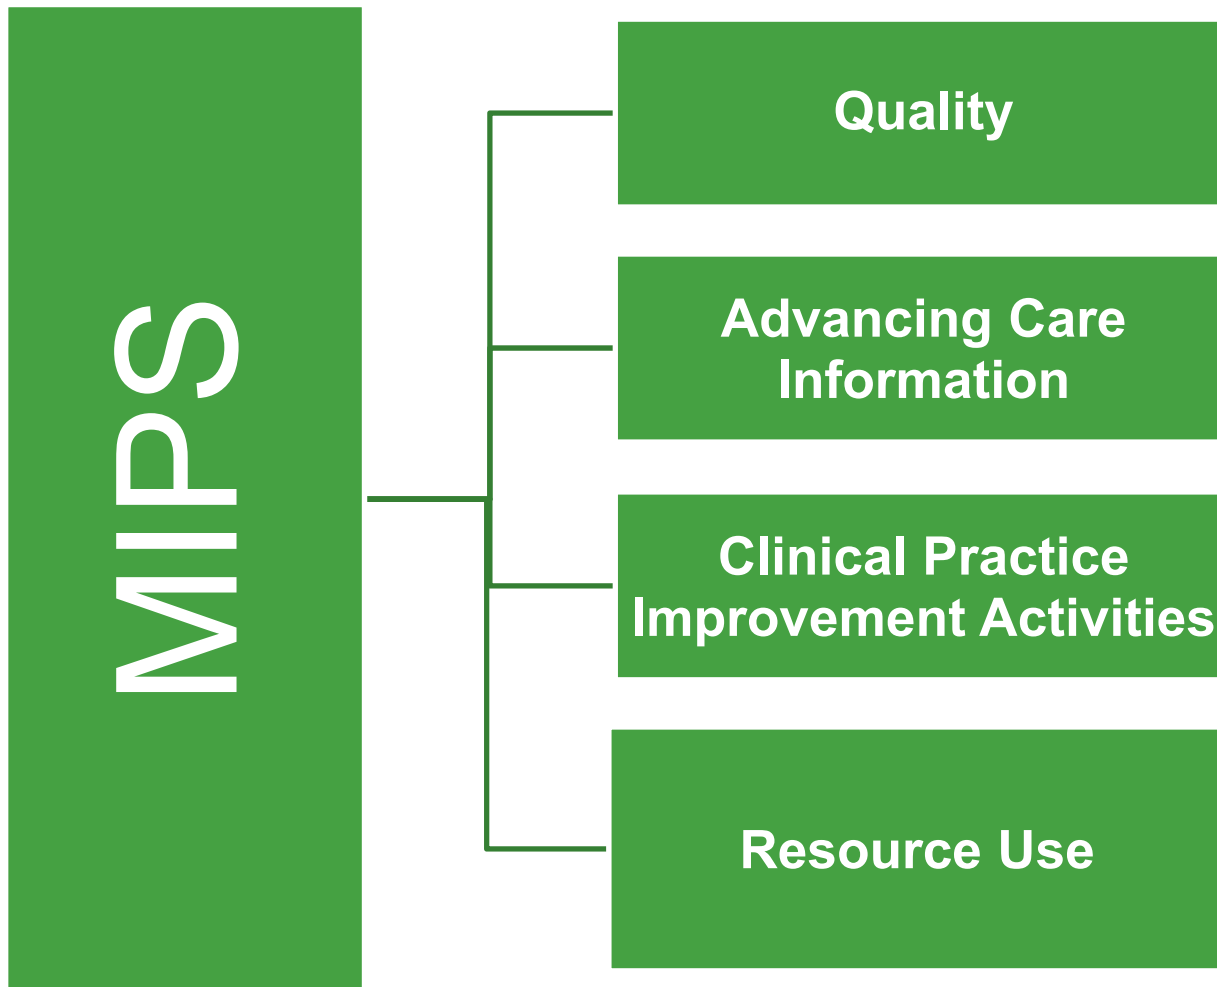 MIPS
Quality
Advancing Care
Information
Clinical Practice
Improvement Activities
Resource Use